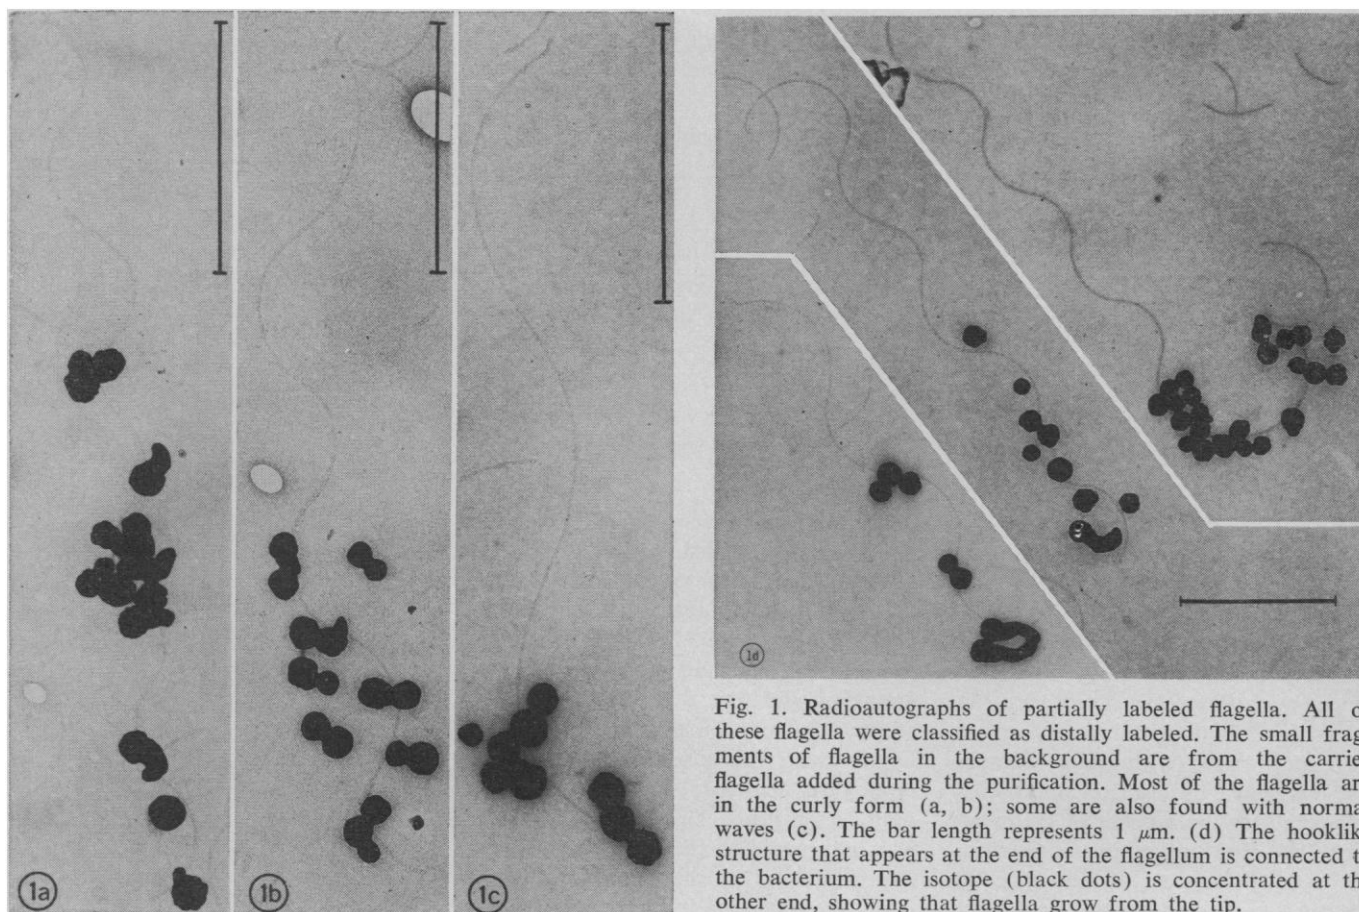 1a
1b
1c
1d
Fig. 1. Radioautographs of partially labeled flagella. All o
these flagella were classified as distally labeled. The small frag
ments of flagella in the background are from the carrie
flagella added during the purification. Most of the flagella ar
in the curly form (a, b); some are also found with norma
waves (c). The bar length represents 1 μm. (d) The hooklik
structure that appears at the end of the flagellum is connected t
the bacterium. The isotope (black dots) is concentrated at th
other end, showing that flagella grow from the tip.